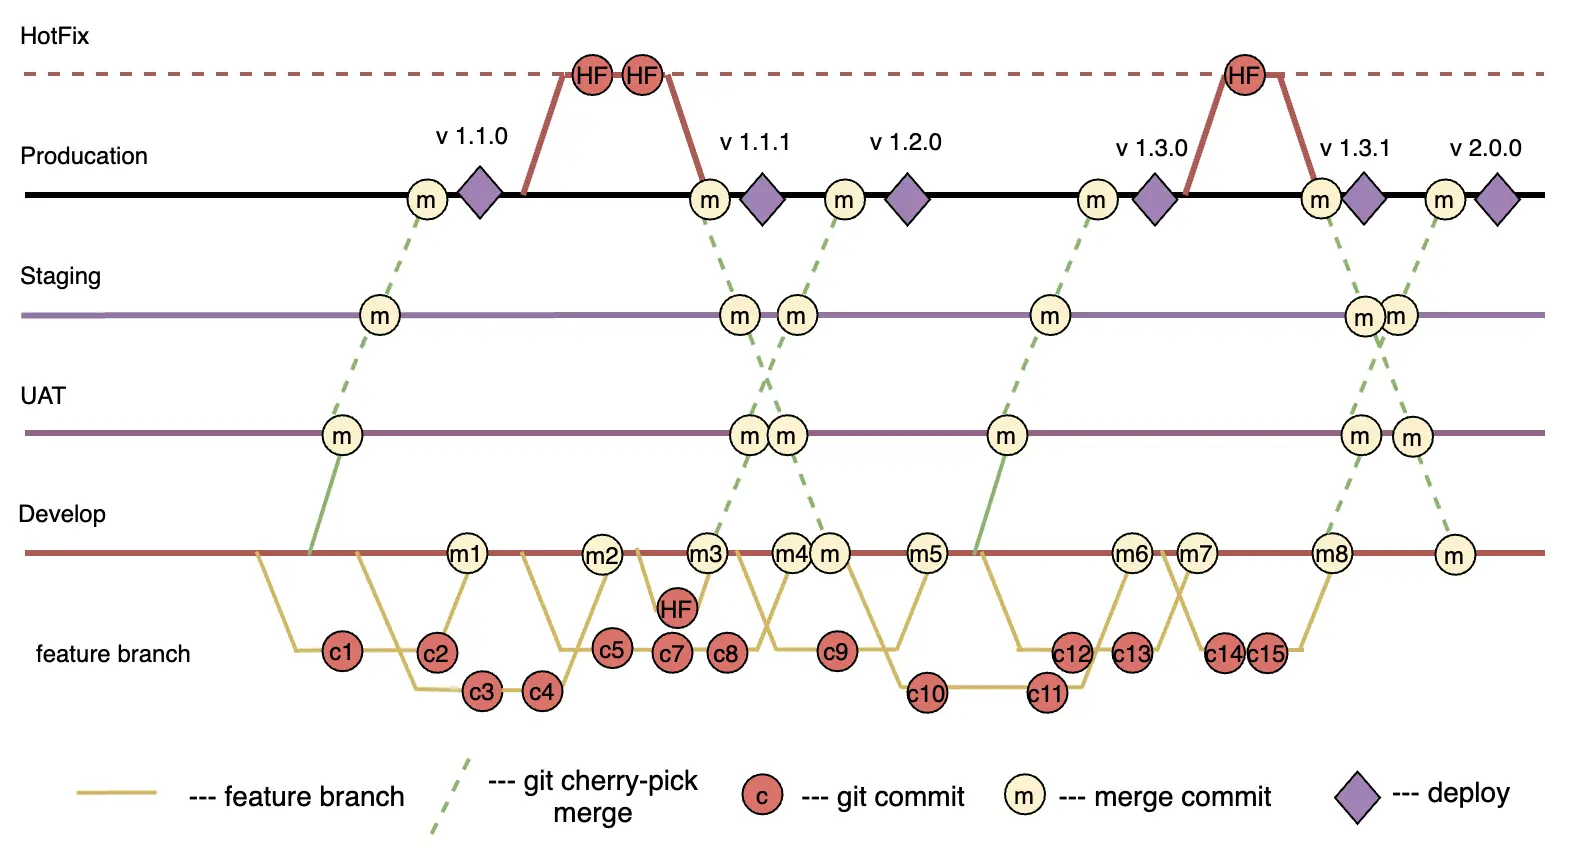 HotFix
HF HF HF
v 1.1.0 v 1.1.1 v 1.2.0 v 1.3.0 v 1.3.1 v 2.0.0
Producation
m m m m m m
Staging
m m m m m m
UAT
m m m m m m
Develop
m1 m2 m3 m4 m m5 m6 m7 m8 m
HF
feature branch
c1 c2 c5 c7 c8 c9 c12 c13 c14 c15
c3 c4 c10 c11
--- feature branch
--- git cherry-pick
merge
c --- git commit
m --- merge commit
--- deploy